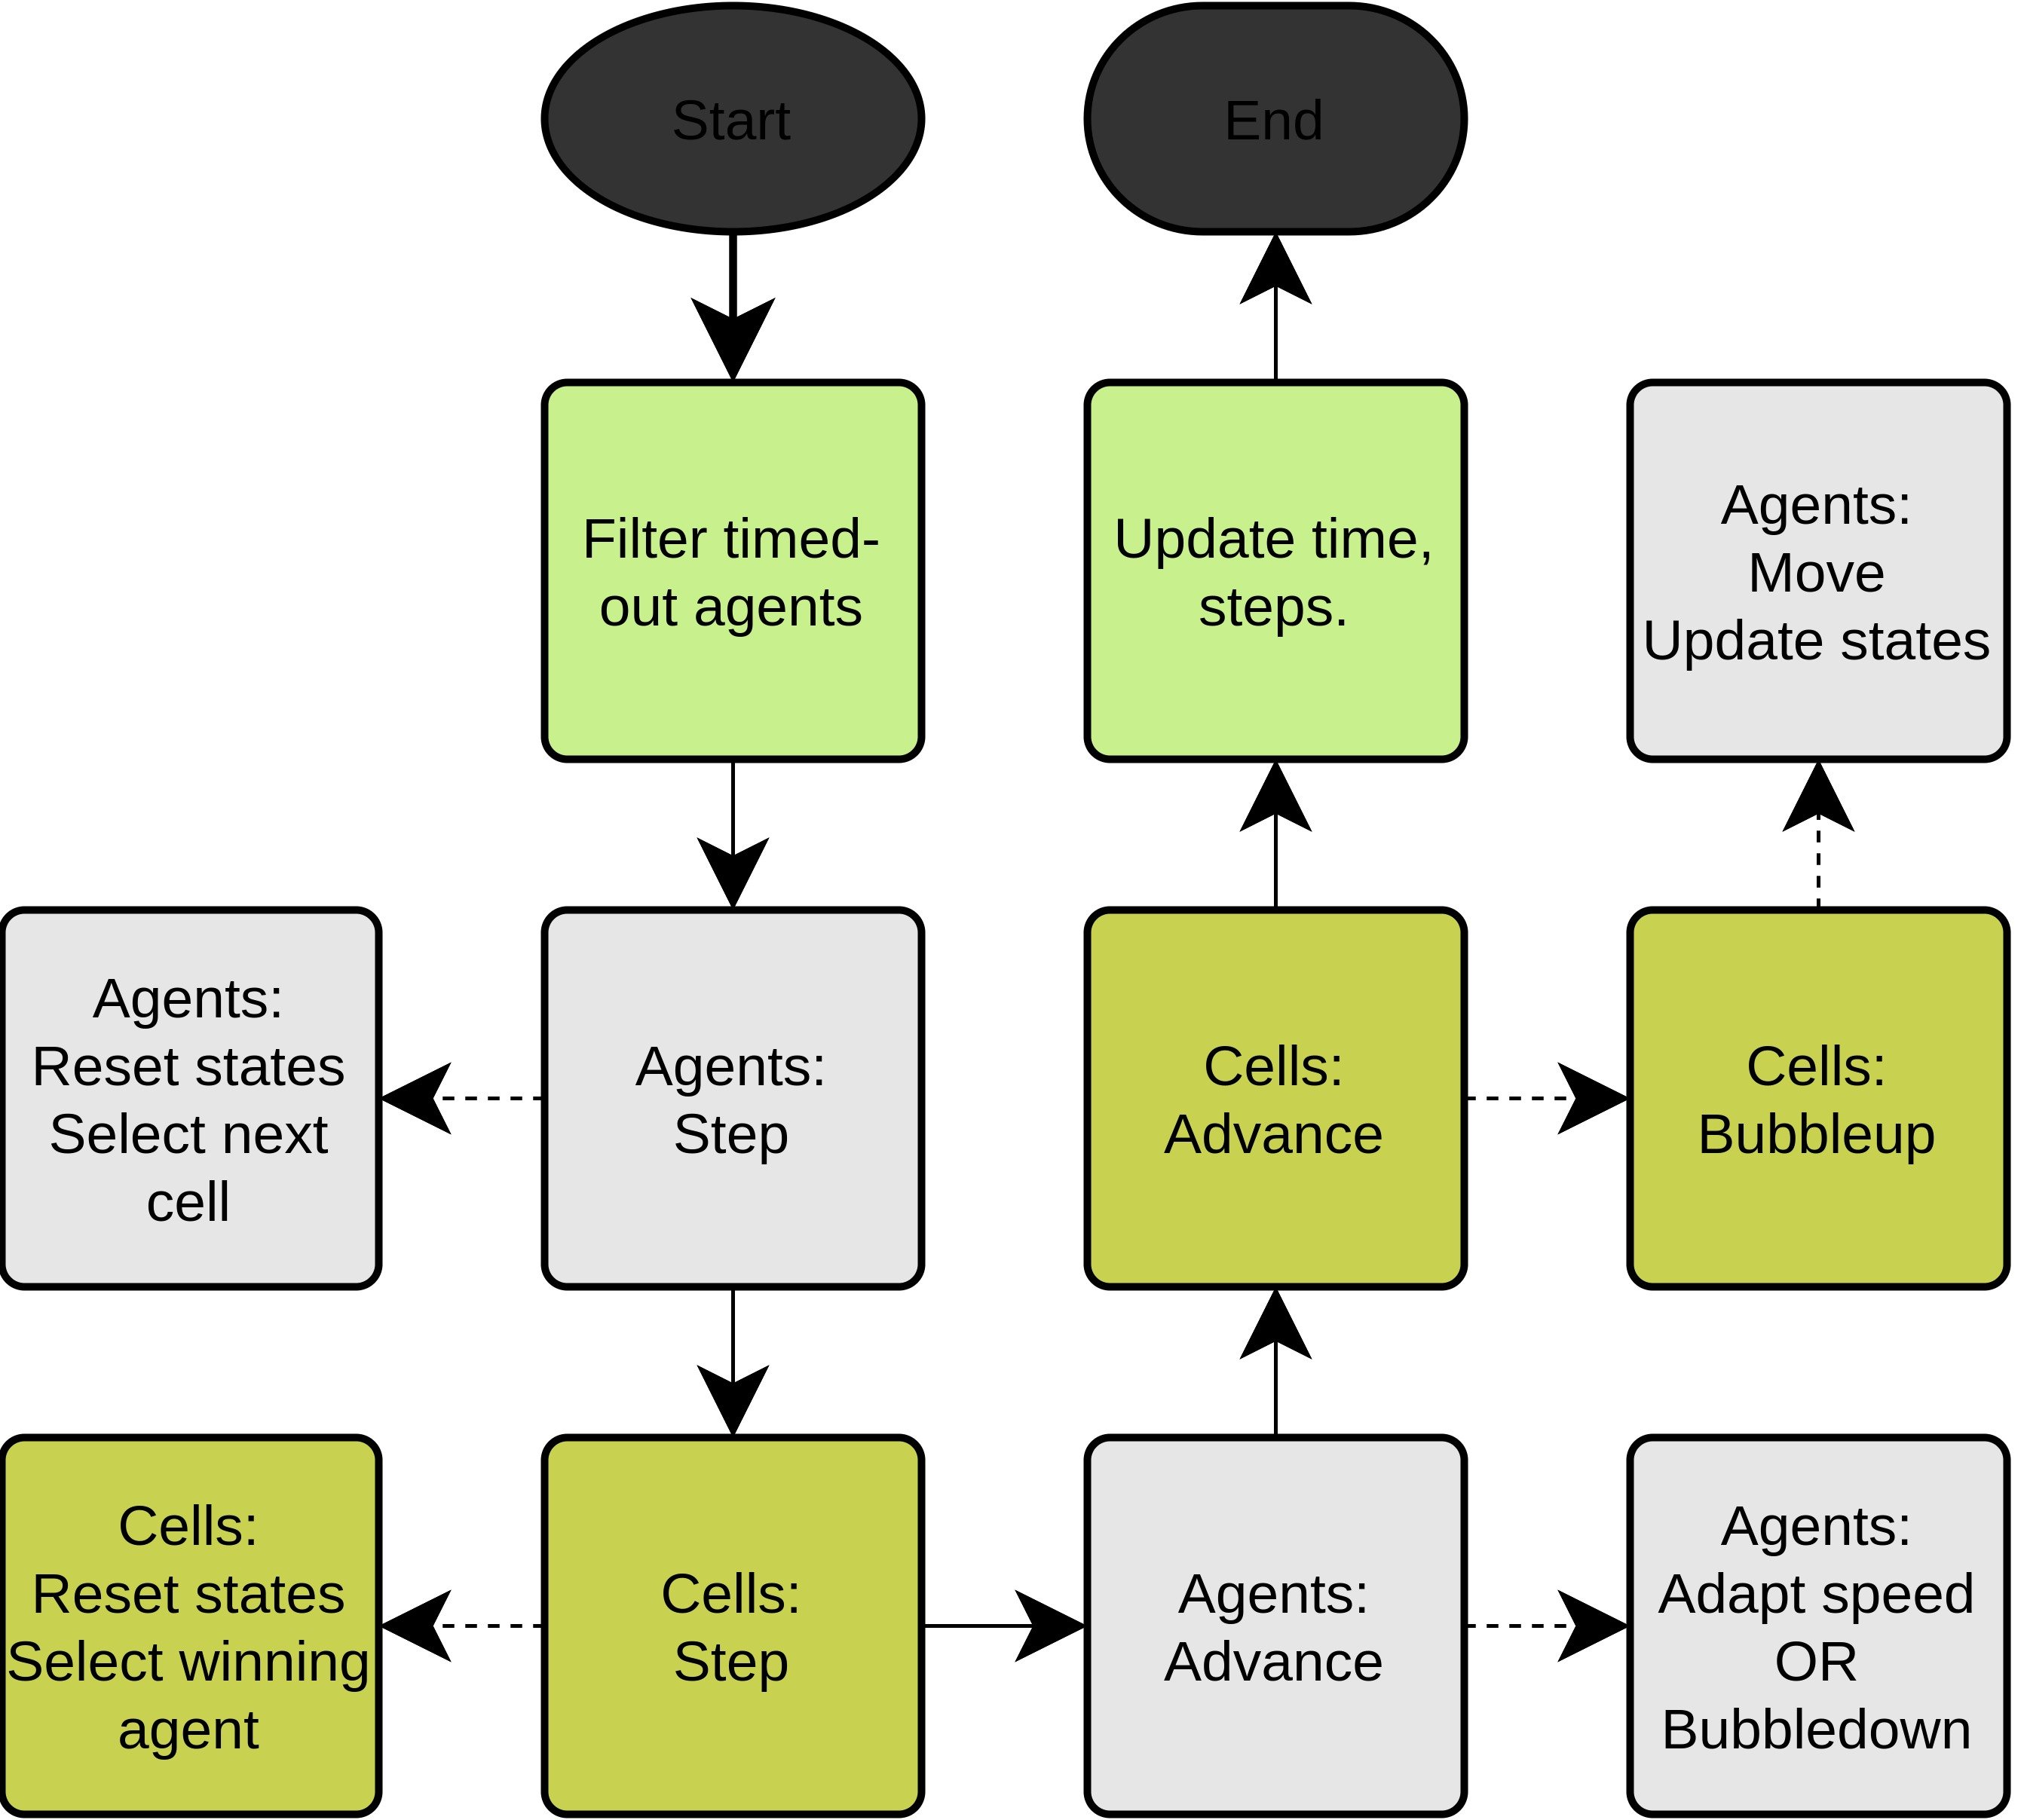 Start
End
Filter timed-
out agents
Update time,
steps.
Agents:
Move
Update states
Agents:
Reset states
Select next
cell
Agents:
Step
Cells:
Advance
Cells:
Bubbleup
Cells:
Reset states
Select winning
agent
Cells:
Step
Agents:
Advance
Agents:
Adapt speed
OR
Bubbledown